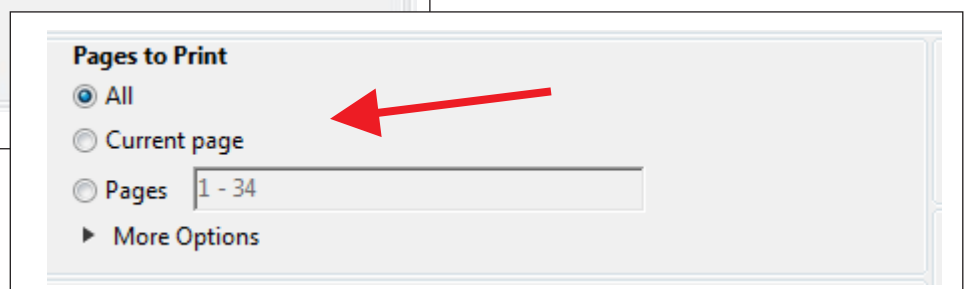 Pages to Print
All
Current page
Pages 1 - 34
More Options